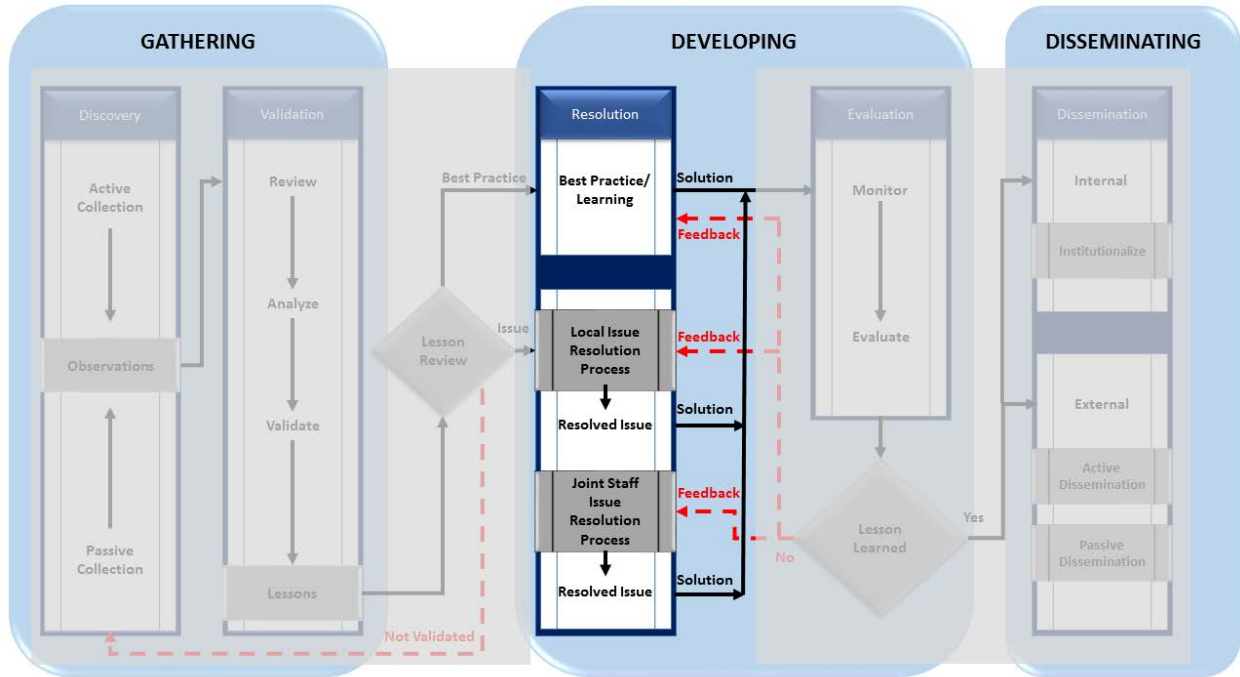 GATHERING
DEVELOPING
DISSEMINATING
Discovery
Active
Collection
Observations
Passive
Collection
Validation
Review
Analyze
Validate
Lessons
Best Practice
Lesson
Review
Issue
Not Validated
Resolution
Best Practice/
Learning
Local Issue
Resolution
Process
Resolved Issue
Joint Staff
Issue
Resolution
Process
Resolved Issue
Solution
Feedback
Feedback
Solution
Feedback
Solution
Evaluation
Monitor
Evaluate
Lesson
Learned
No
Yes
Dissemination
Internal
Institutionalize
External
Active
Dissemination
Passive
Dissemination